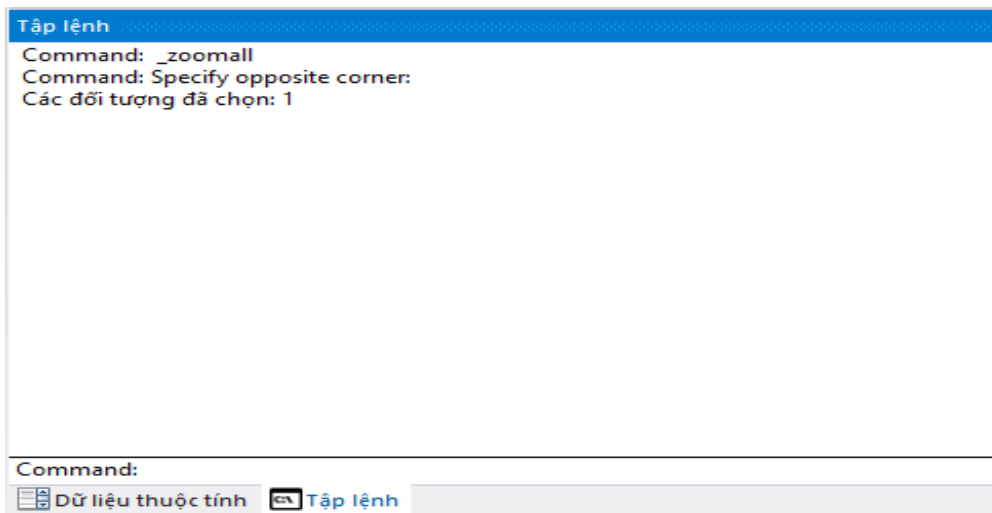 Tập lệnh
Command: _zoomall
Command: Specify opposite corner:
Các đối tượng đã chọn: 1
Command:
Dữ liệu thuộc tính C:\ Tập lệnh